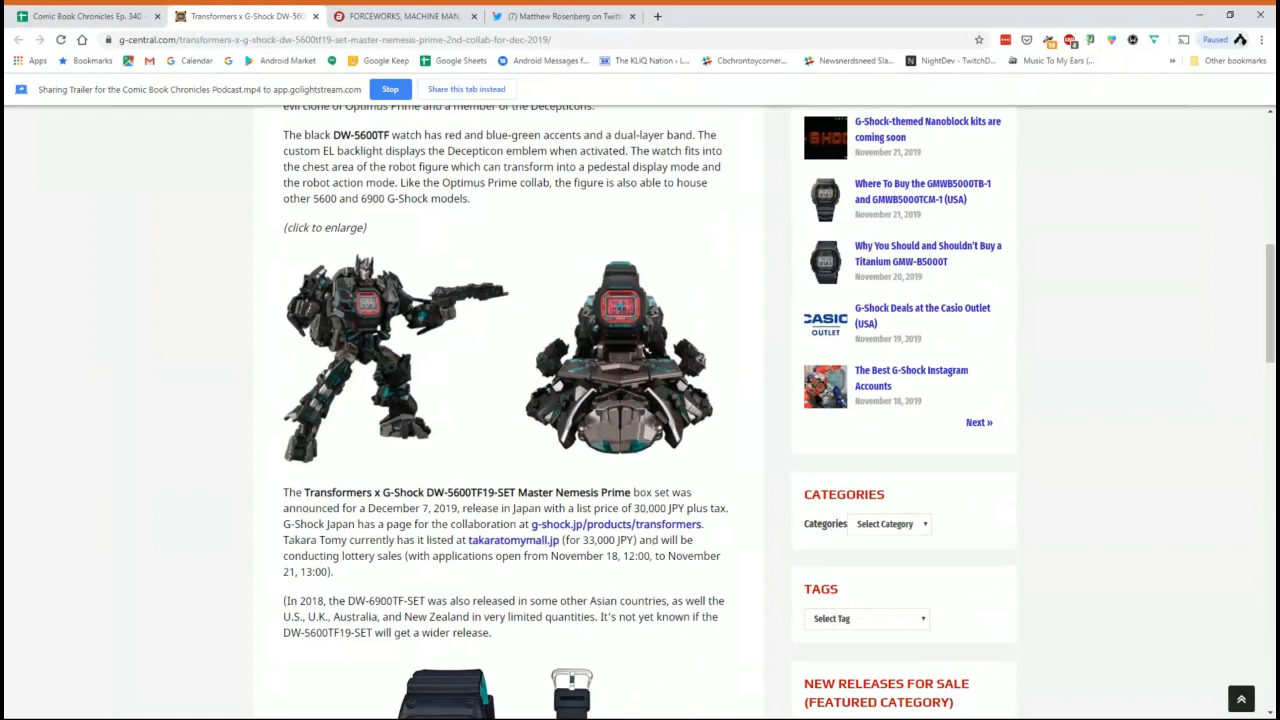 Comic Book Chronicles Ep. 340 -
Transformers x G-Shock DW-560
FORCEWORKS, MACHINE MAN,
(7) Matthew Rosenberg on Twitt
g-central.com/transformers-x-g-shock-dw-5600tf19-set-master-nemesis-prime-2nd-collab-for-dec-2019/
Paused
Apps
Bookmarks
Calendar
Android Market
Google Keep
Google Sheets
Android Messages f...
The KLIQ Nation › L...
Cbchrontoycorner...
Newsnerdsneed Sla...
NightDev - TwitchD...
Music To My Ears (...
»
Other bookmarks
Sharing Trailer for the Comic Book Chronicles Podcast.mp4 to app.golightstream.com
Stop
Share this tab instead
evil clone of Optimus Prime and a member of the Decepticons.
The black DW-5600TF watch has red and blue-green accents and a dual-layer band. The
custom EL backlight displays the Decepticon emblem when activated. The watch fits into
the chest area of the robot figure which can transform into a pedestal display mode and
the robot action mode. Like the Optimus Prime collab, the figure is also able to house
other 5600 and 6900 G-Shock models.
(click to enlarge)
The Transformers x G-Shock DW-5600TF19-SET Master Nemesis Prime box set was
announced for a December 7, 2019, release in Japan with a list price of 30,000 JPY plus tax.
G-Shock Japan has a page for the collaboration at g-shock.jp/products/transformers.
Takara Tomy currently has it listed at takaratomymall.jp (for 33,000 JPY) and will be
conducting lottery sales (with applications open from November 18, 12:00, to November
21, 13:00).
(In 2018, the DW-6900TF-SET was also released in some other Asian countries, as well the
U.S., U.K., Australia, and New Zealand in very limited quantities. It's not yet known if the
DW-5600TF19-SET will get a wider release.
G-Shock-themed Nanoblock kits are
coming soon
November 21, 2019
Where To Buy the GMWB5000TB-1
and GMWB5000TCM-1 (USA)
November 21, 2019
Why You Should and Shouldn't Buy a
Titanium GMW-B5000T
November 20, 2019
CASIO
OUTLET
G-Shock Deals at the Casio Outlet
(USA)
November 19, 2019
The Best G-Shock Instagram
Accounts
November 18, 2019
Next »
CATEGORIES
Categories Select Category
TAGS
Select Tag
NEW RELEASES FOR SALE
(FEATURED CATEGORY)